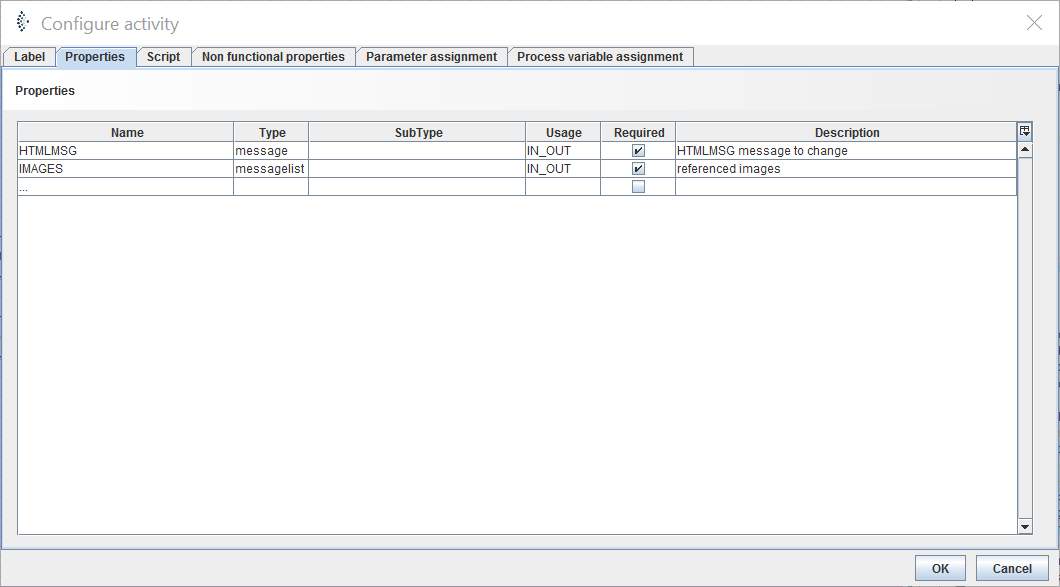 Configure activity
Label Properties Script Non functional properties Parameter assignment Process variable assignment
Properties
Name Type SubType Usage Required Description
HTMLMSG message IN_OUT HTMLMSG message to change
IMAGES messagelist IN_OUT referenced images
...
OK Cancel